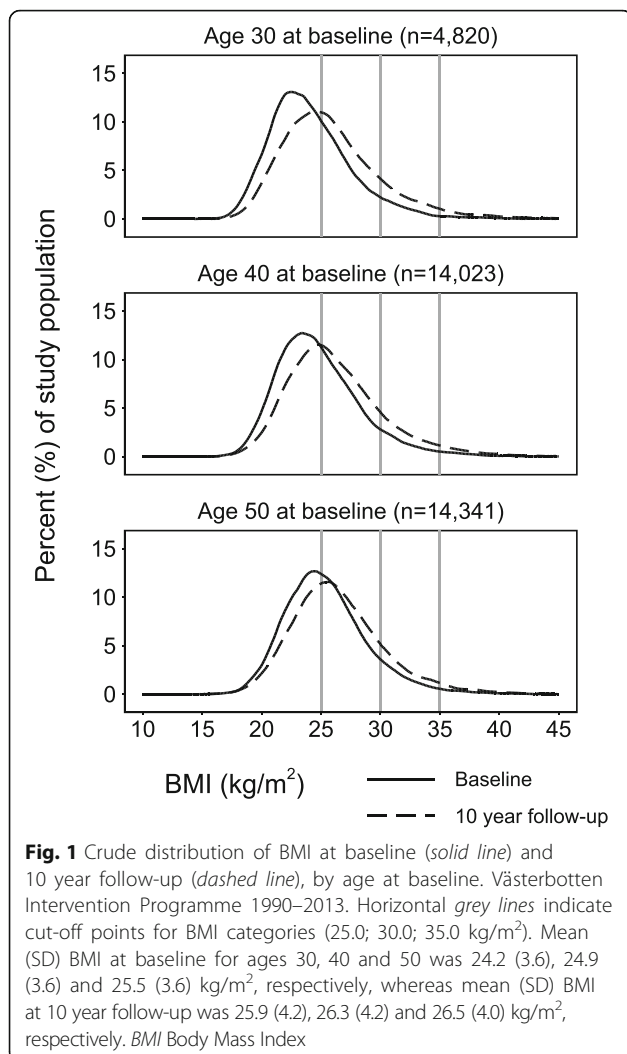 Age 30 at baseline (n=4,820)
15
10
5
0
Age 40 at baseline (n=14,023)
15
10
5
0
Percent (%) of study population
Age 50 at baseline (n=14,341)
15
10
5
0
10 15 20 25 30 35 40 45
BMI (kg/m²)
Baseline
10 year follow-up
Fig. 1 Crude distribution of BMI at baseline (solid line) and
10 year follow-up (dashed line), by age at baseline. Västerbotten
Intervention Programme 1990–2013. Horizontal grey lines indicate
cut-off points for BMI categories (25.0; 30.0; 35.0 kg/m²). Mean
(SD) BMI at baseline for ages 30, 40 and 50 was 24.2 (3.6), 24.9
(3.6) and 25.5 (3.6) kg/m², respectively, whereas mean (SD) BMI
at 10 year follow-up was 25.9 (4.2), 26.3 (4.2) and 26.5 (4.0) kg/m²,
respectively. BMI Body Mass Index